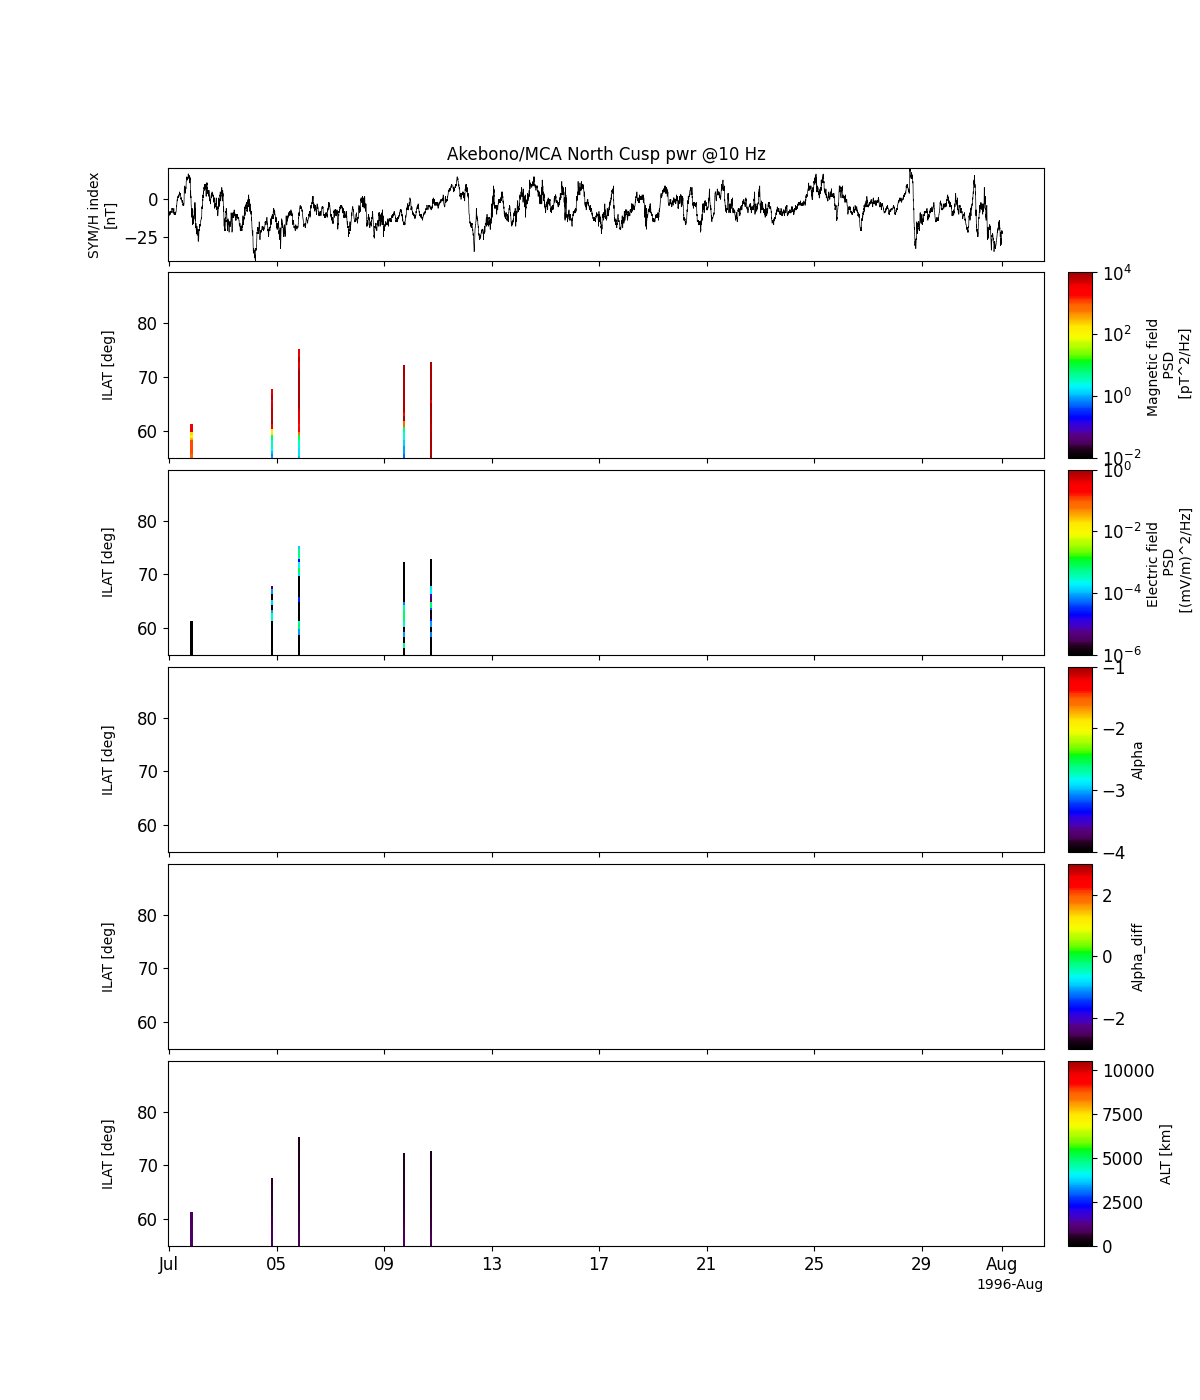 Akebono/MCA North Cusp pwr @10 Hz
SYM/H index
[nT]
0
−25
ILAT [deg]
80
70
60
10^4
10^2
10^0
10^−2
Magnetic field
PSD
[pT^2/Hz]
ILAT [deg]
80
70
60
10^0
10^−2
10^−4
10^−6
Electric field
PSD
[(mV/m)^2/Hz]
ILAT [deg]
80
70
60
−1
−2
−3
−4
Alpha
ILAT [deg]
80
70
60
2
0
−2
Alpha_diff
ILAT [deg]
80
70
60
10000
7500
5000
2500
0
ALT [km]
Jul 05 09 13 17 21 25 29 Aug
1996-Aug